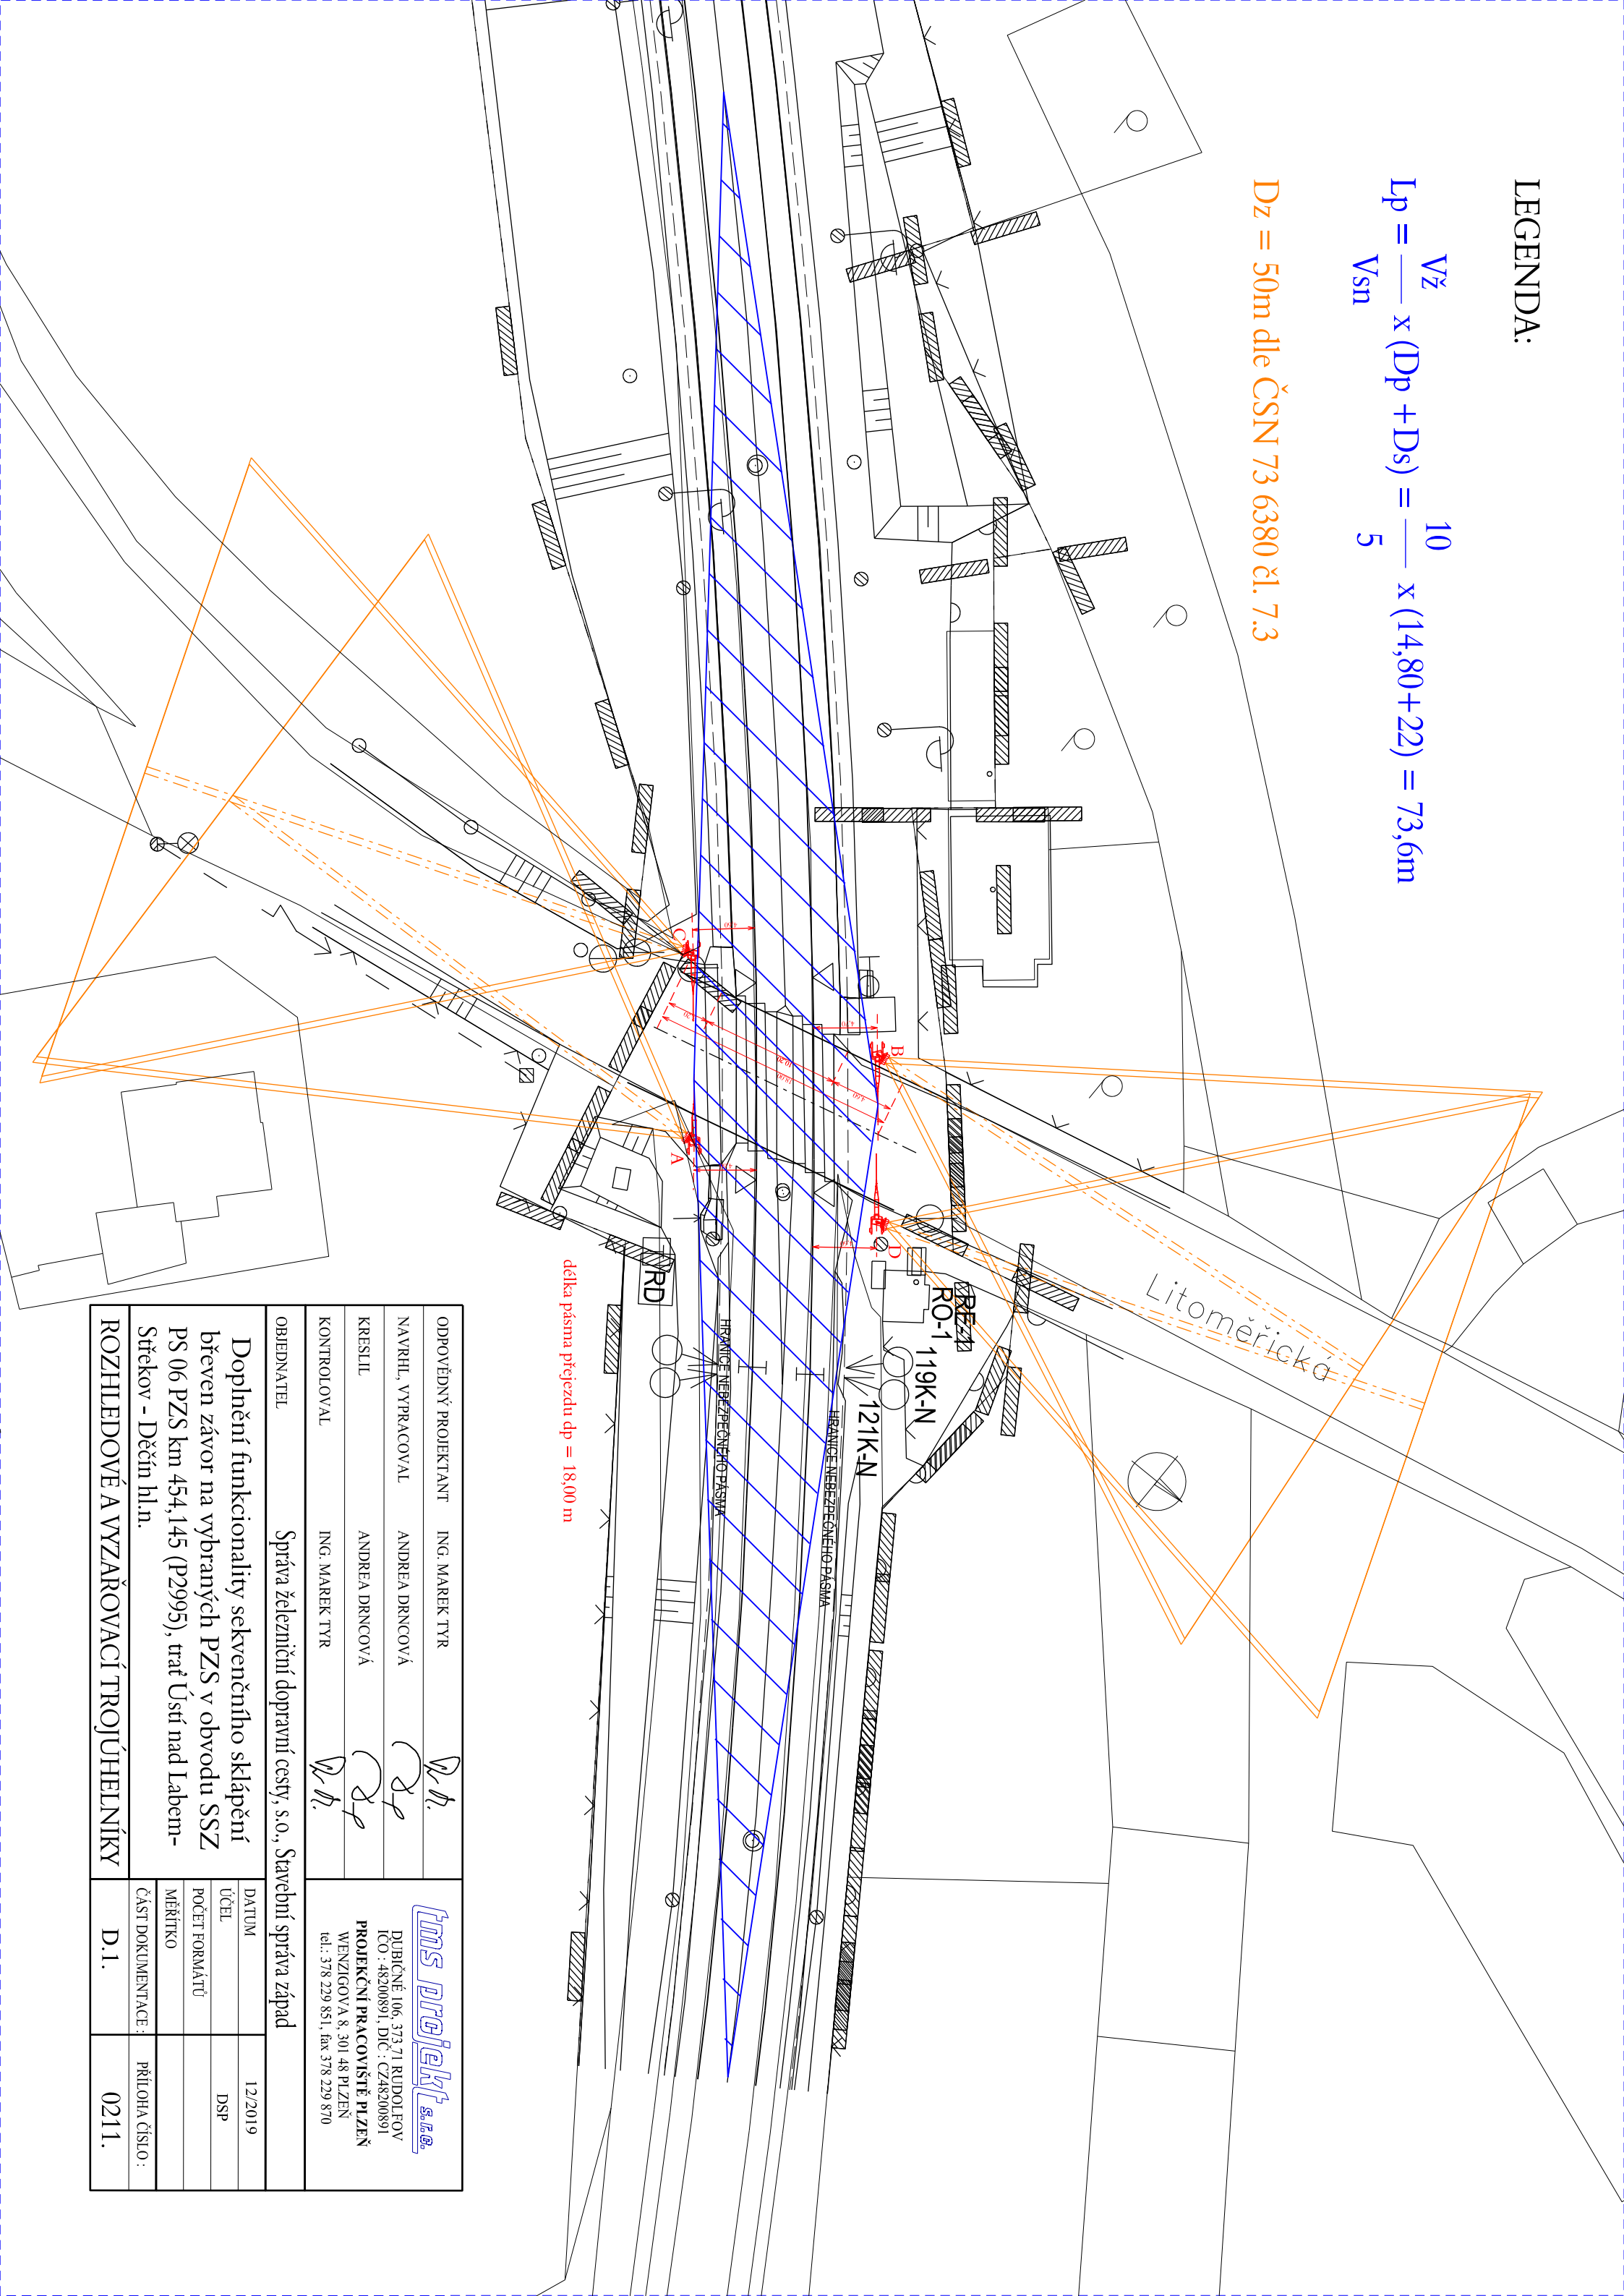 LEGENDA:
Lp = Vž / Vsn x (Dp + Ds) = 10 / 5 x (14,80+22) = 73,6m
Dz = 50m dle ČSN 73 6380 čl. 7.3
Litoměřická
A
B
C
D
RD
RE-1
RO-1
119K-N
121K-N
HRANICE NEBEZPEČNÉHO PÁSMA
HRANICE NEBEZPEČNÉHO PÁSMA
délka pásma přejezdu dp = 18,00 m
ODPOVĚDNÝ PROJEKTANT ING. MAREK TYR
NAVRHL, VYPRACOVAL ANDREA DRNCOVÁ
KRESLIL ANDREA DRNCOVÁ
KONTROLOVAL ING. MAREK TYR
tms projekt s.r.o.
DUBIČNÉ 106, 373 71 RUDOLFOV
IČO : 48200891, DIČ : CZ48200891
PROJEKČNÍ PRACOVIŠTĚ PLZEŇ
WENZIGOVA 8, 301 48 PLZEŇ
tel.: 378 229 851, fax 378 229 870
OBJEDNATEL Správa železniční dopravní cesty, s.o., Stavební správa západ
Doplnění funkcionality sekvenčního sklápění
břeven závor na vybraných PZS v obvodu SSZ
PS 06 PZS km 454,145 (P2995), trať Ústí nad Labem-
Střekov - Děčín hl.n.
DATUM 12/2019
ÚČEL DSP
POČET FORMÁTŮ
MĚŘÍTKO
ČÁST DOKUMENTACE : PŘÍLOHA ČÍSLO :
ROZHLEDOVÉ A VYZAŘOVACÍ TROJÚHELNÍKY D.1. 0211.